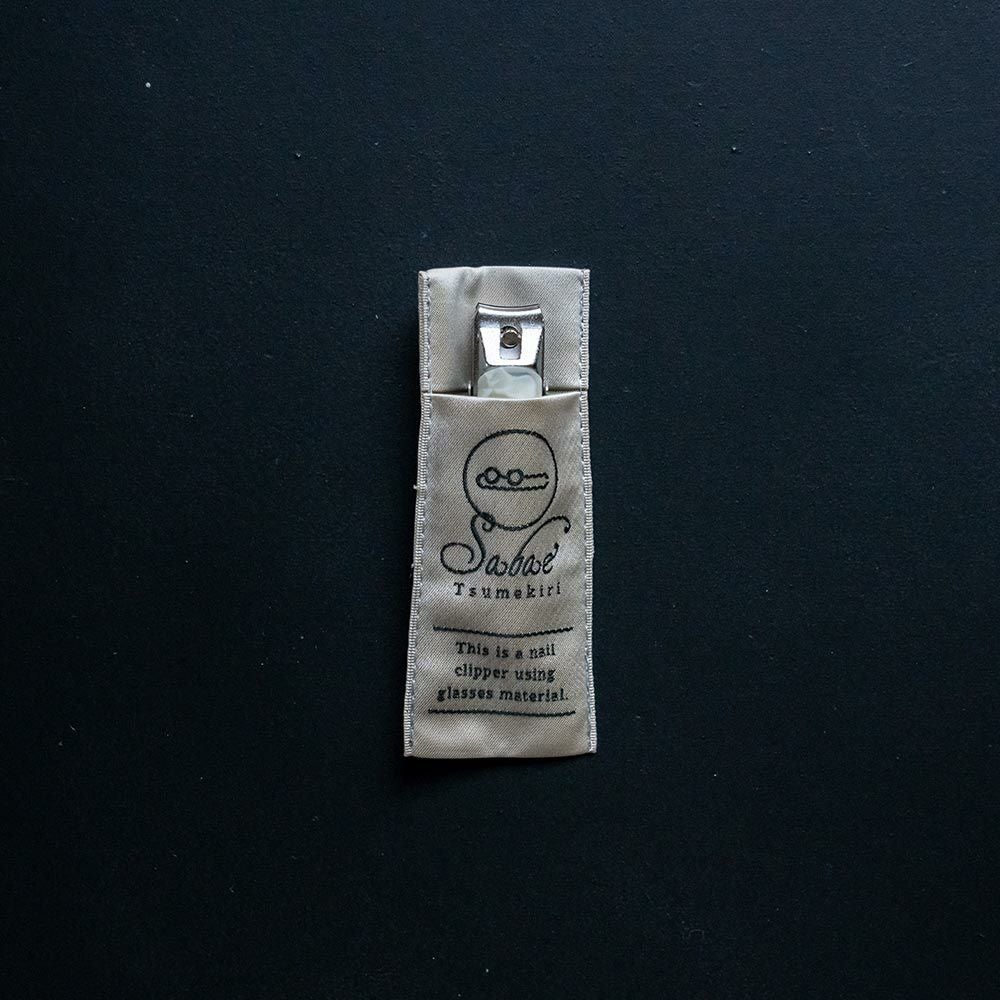 Sabae
Tsumekiri
This is a nail
clipper using
glasses material.